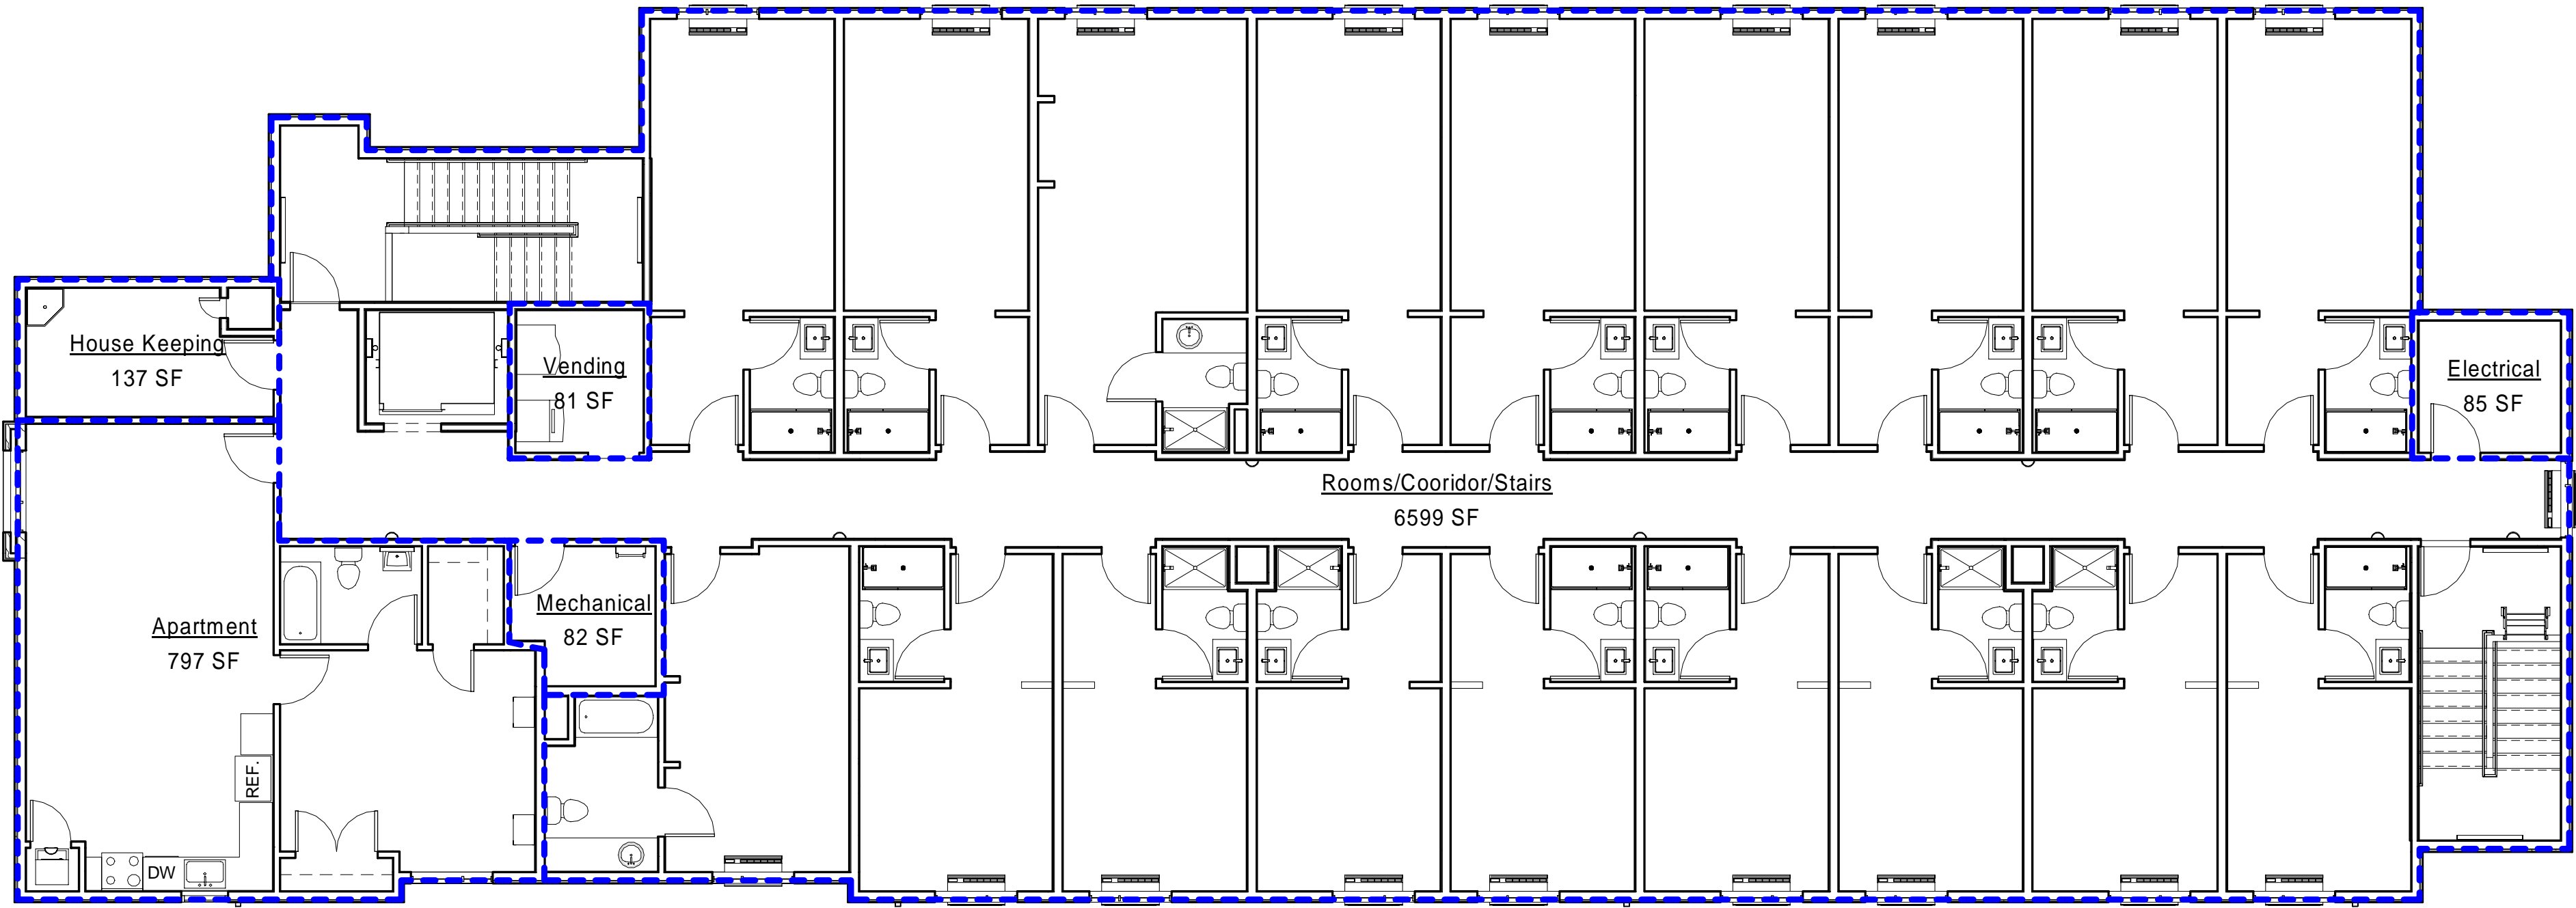 House Keeping
137 SF
Vending
81 SF
Electrical
85 SF
Rooms/Cooridor/Stairs
6599 SF
Mechanical
82 SF
Apartment
797 SF
REF.
DW